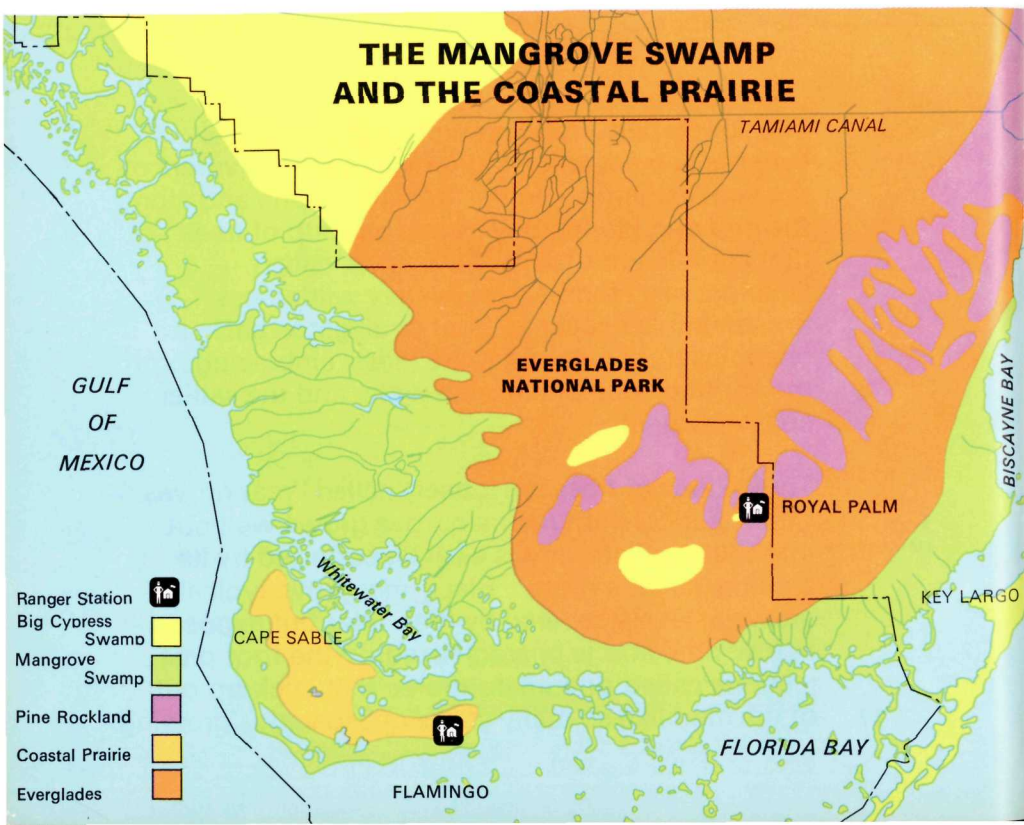 THE MANGROVE SWAMP
AND THE COASTAL PRAIRIE
TAMIAMI CANAL
EVERGLADES
NATIONAL PARK
GULF
OF
MEXICO
BISCAYNE BAY
ROYAL PALM
Whitewater Bay
KEY LARGO
CAPE SABLE
FLORIDA BAY
FLAMINGO
Ranger Station
Big Cypress
Swamp
Mangrove
Swamp
Pine Rockland
Coastal Prairie
Everglades